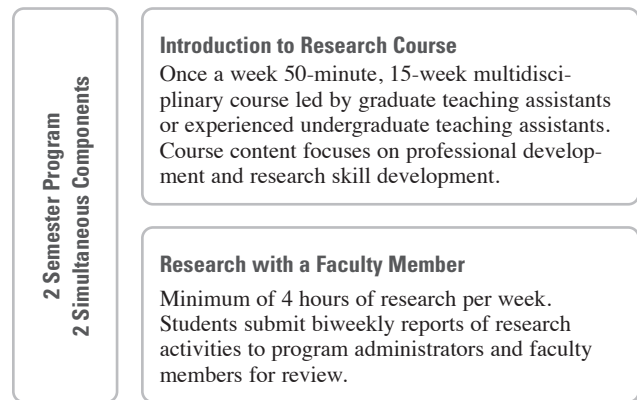 2 Semester Program
2 Simultaneous Components
Introduction to Research Course
Once a week 50-minute, 15-week multidisci-
plinary course led by graduate teaching assistants
or experienced undergraduate teaching assistants.
Course content focuses on professional develop-
ment and research skill development.
Research with a Faculty Member
Minimum of 4 hours of research per week.
Students submit biweekly reports of research
activities to program administrators and faculty
members for review.